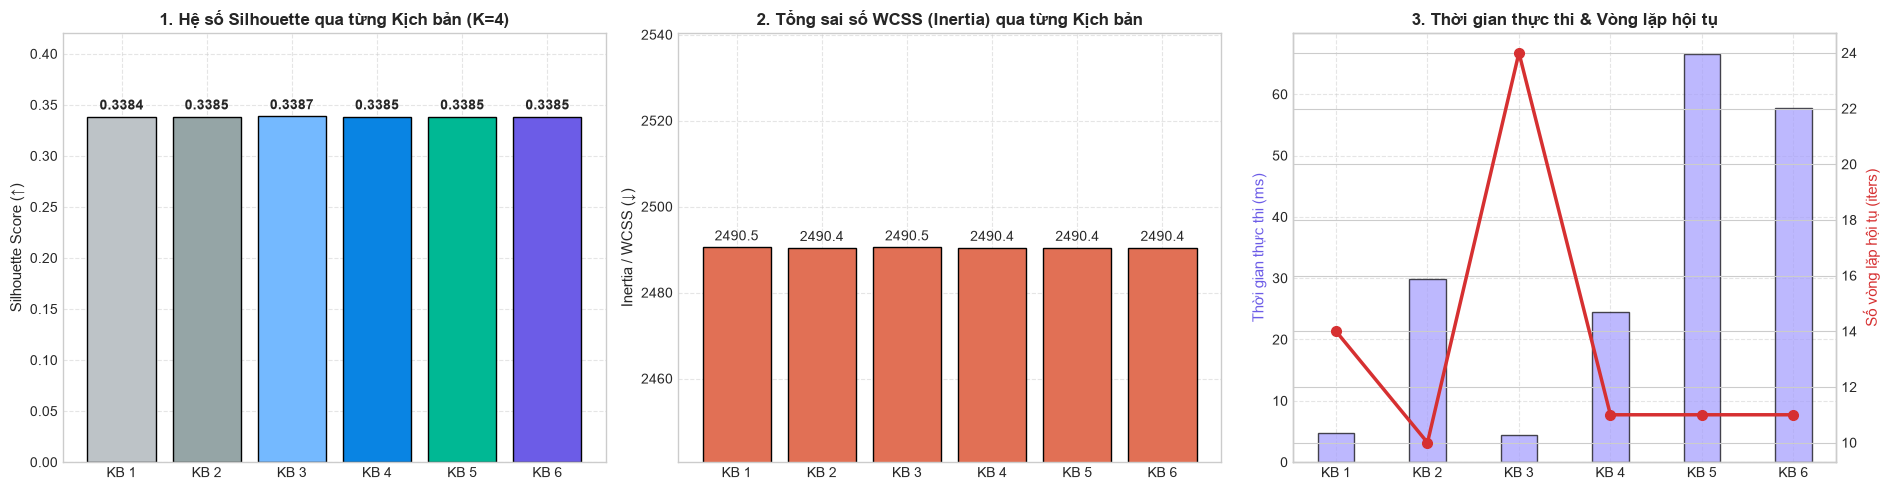 1. Hệ số Silhouette qua từng Kịch bản (K=4)
Silhouette Score (↑)
0.40
0.35
0.30
0.25
0.20
0.15
0.10
0.05
0.00
0.3384 0.3385 0.3387 0.3385 0.3385 0.3385
KB 1 KB 2 KB 3 KB 4 KB 5 KB 6
2. Tổng sai số WCSS (Inertia) qua từng Kịch bản
Inertia / WCSS (↓)
2540
2520
2500
2480
2460
2490.5 2490.4 2490.5 2490.4 2490.4 2490.4
KB 1 KB 2 KB 3 KB 4 KB 5 KB 6
3. Thời gian thực thi & Vòng lặp hội tụ
Thời gian thực thi (ms)
60
50
40
30
20
10
0
KB 1 KB 2 KB 3 KB 4 KB 5 KB 6
24
22
20
18
16
14
12
10
Số vòng lặp hội tụ (iters)